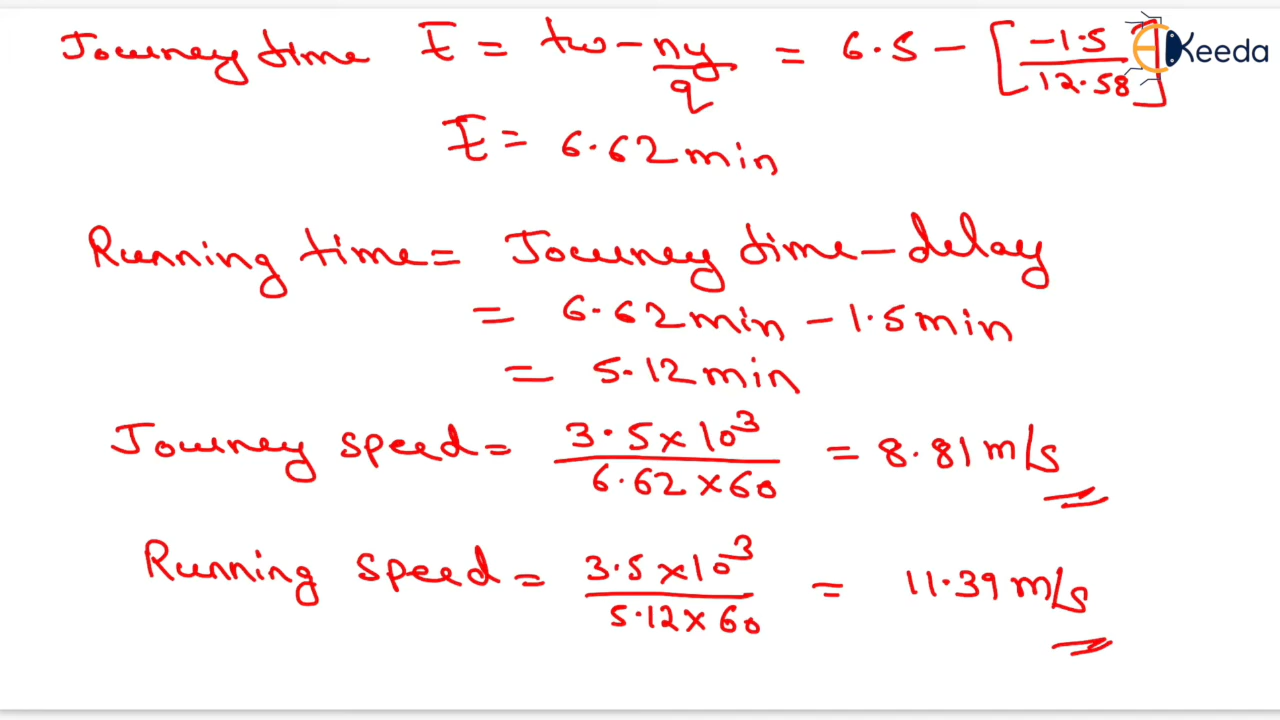 Journey time t̅ = tw - ny/q = 6.5 - [-1.5/12.58]
Keeda
t̅ = 6.62 min
Running time = Journey time - delay
= 6.62 min - 1.5 min
= 5.12 min
Journey speed = 3.5 × 10³ / 6.62 × 60 = 8.81 m/s
Running speed = 3.5 × 10³ / 5.12 × 60 = 11.39 m/s